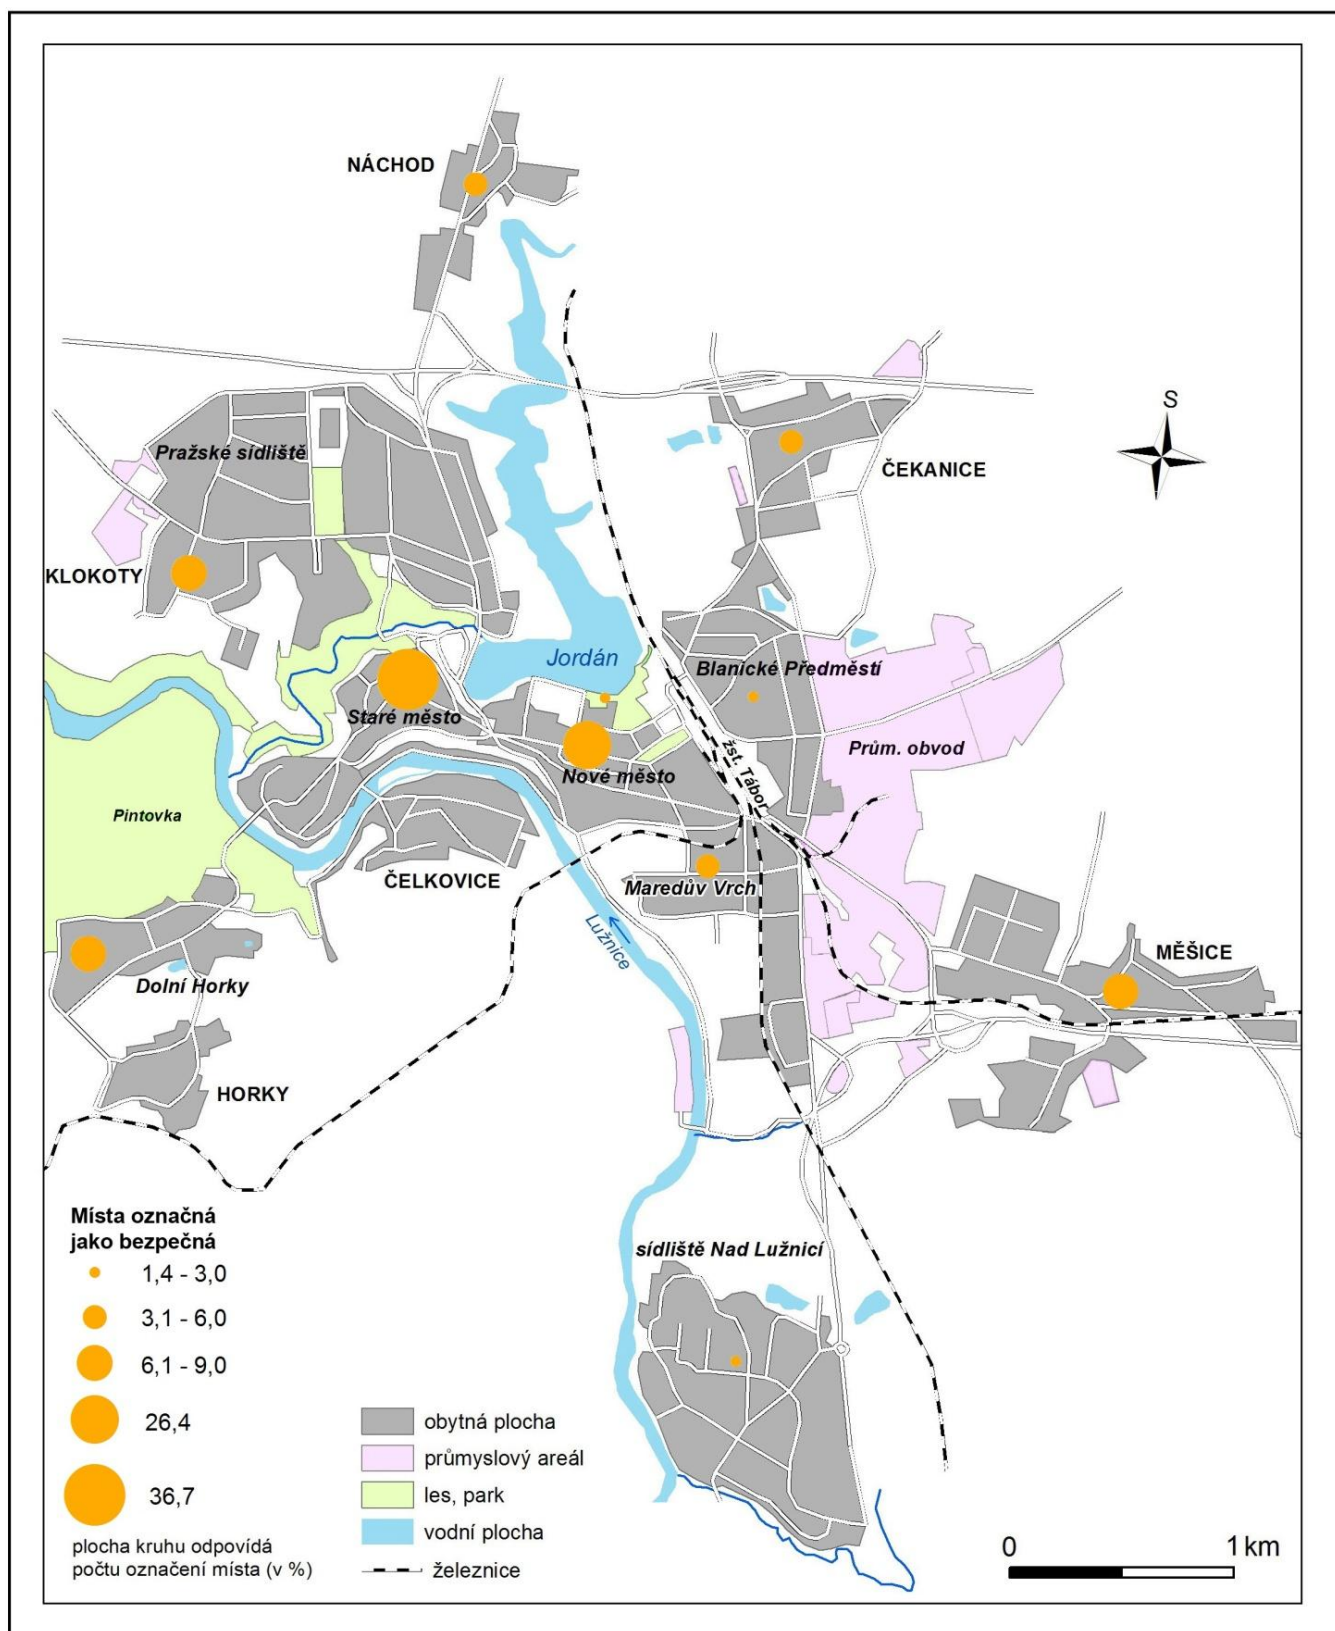 NÁCHOD
S
Pražské sídliště
ČEKANICE
KLOKOTY
Jordán
Blanické Předměstí
Staré město
Prům. obvod
Nové město
žst. Tábor
Pintovka
ČELKOVICE
Maredův Vrch
Lužnice
MĚŠICE
Dolní Horky
HORKY
sídliště Nad Lužnicí
Místa označná
jako bezpečná
1,4 - 3,0
3,1 - 6,0
6,1 - 9,0
26,4
36,7
plocha kruhu odpovídá
počtu označení místa (v %)
obytná plocha
průmyslový areál
les, park
vodní plocha
železnice
0 1 km